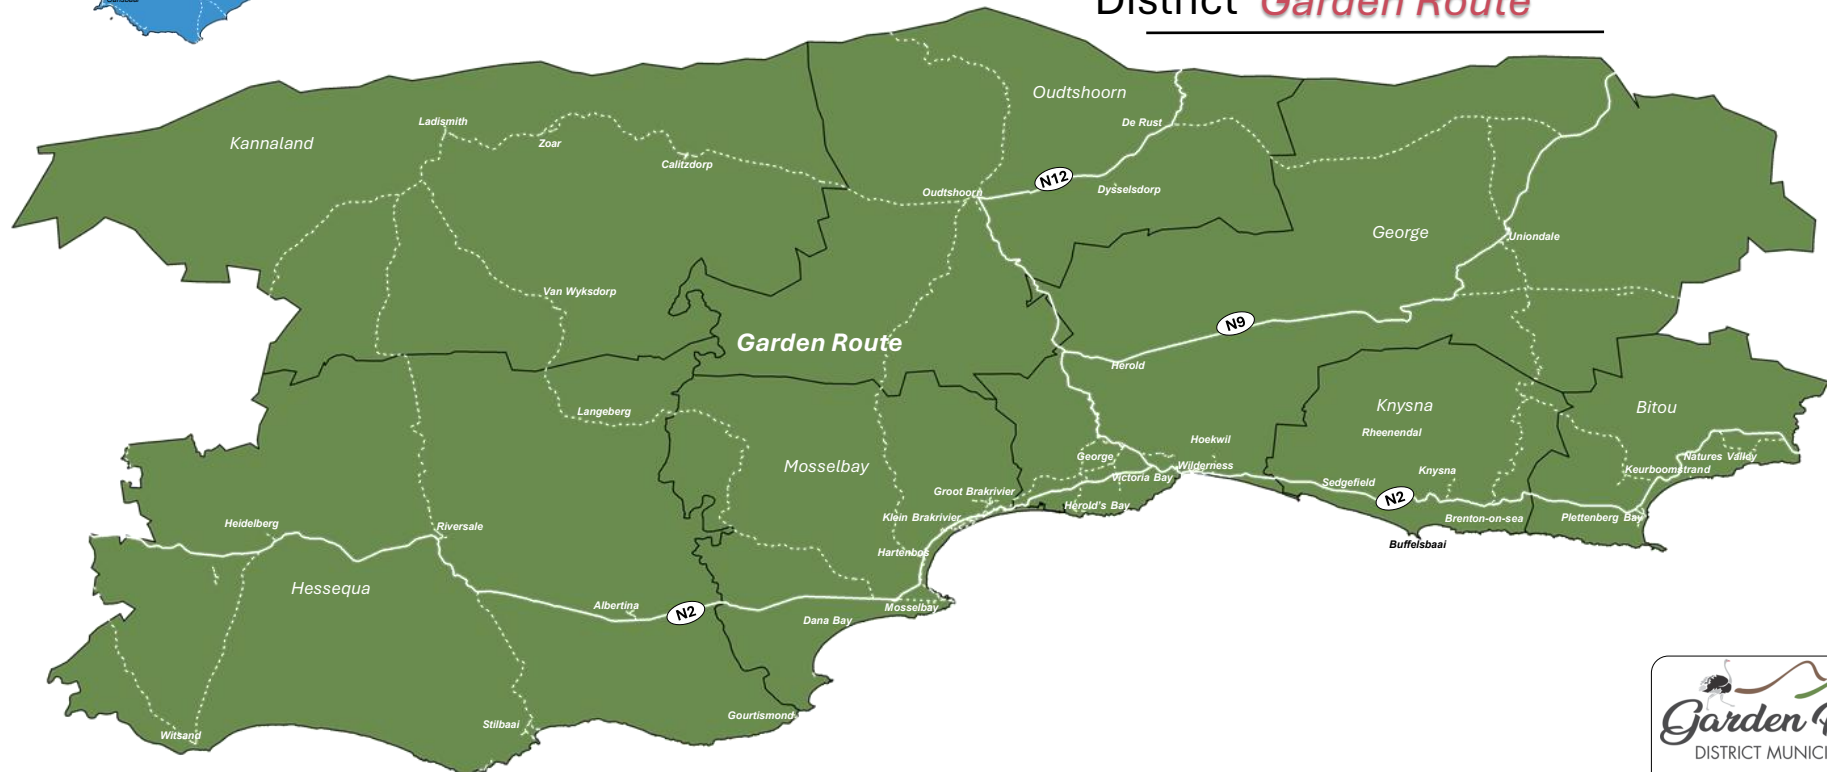 District Garden Route
Oudtshoorn
De Rust
Ladismith
Kannaland
Zoar
Calitzdorp
N12
Oudtshoorn
Dysselsdorp
George
Uniondale
Van Wyksdorp
N9
Garden Route
Herold
Langeberg
Knysna
Bitou
Rheenendal
Hoekwil
George
Mosselbay
Wilderness
Natures Valley
Knysna
Keurboomstrand
Victoria Bay
Sedgefield
Groot Brakrivier
N2
Herold's Bay
Klein Brakrivier
Brenton-on-sea
Plettenberg Bay
Heidelberg
Riversale
Buffelsbaai
Hartenbos
Hessequa
Albertina
N2
Mosselbay
Dana Bay
Gourtismond
Stilbaai
Witsand
Garden
DISTRICT MUNIC